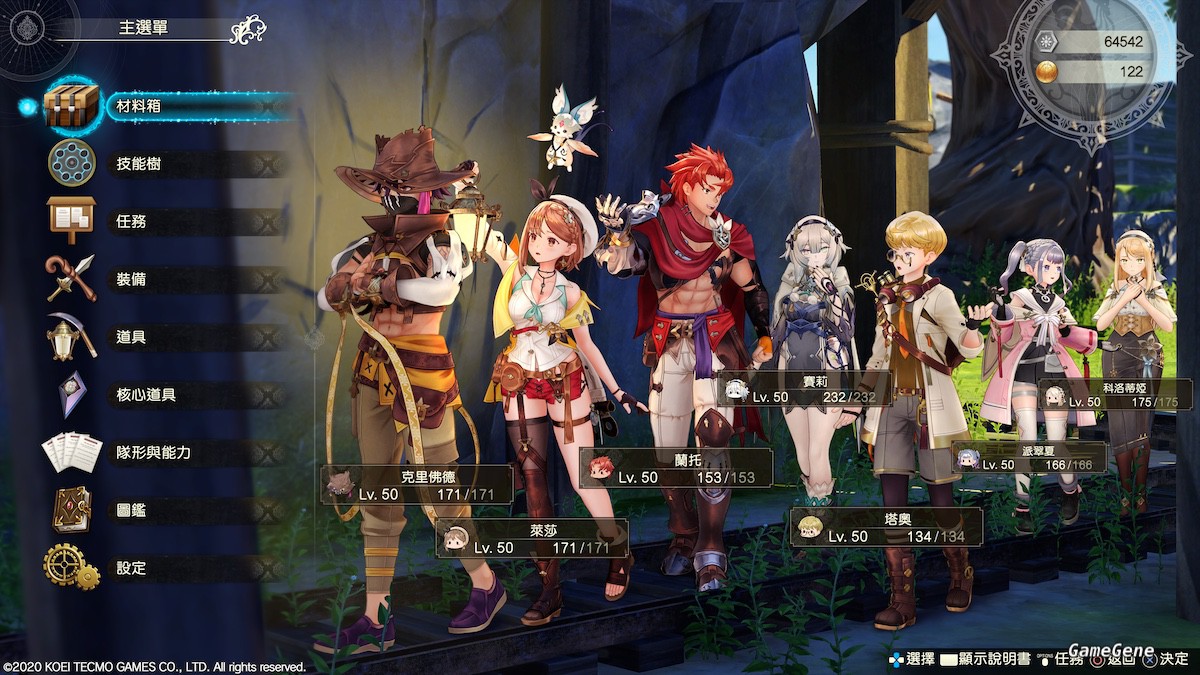 主選單
64542
122
材料箱
技能樹
任務
裝備
道具
核心道具
隊形與能力
圖鑑
設定
賽莉
Lv. 50 232/232
科洛蒂婭
Lv. 50 175/175
派翠夏
Lv. 50 166/166
蘭托
Lv. 50 153/153
克里佛德
Lv. 50 171/171
萊莎
Lv. 50 171/171
塔奧
Lv. 50 134/134
GameGene
選擇 顯示說明書 OPTIONS 任務 返回 決定
©2020 KOEI TECMO GAMES CO., LTD. All rights reserved.